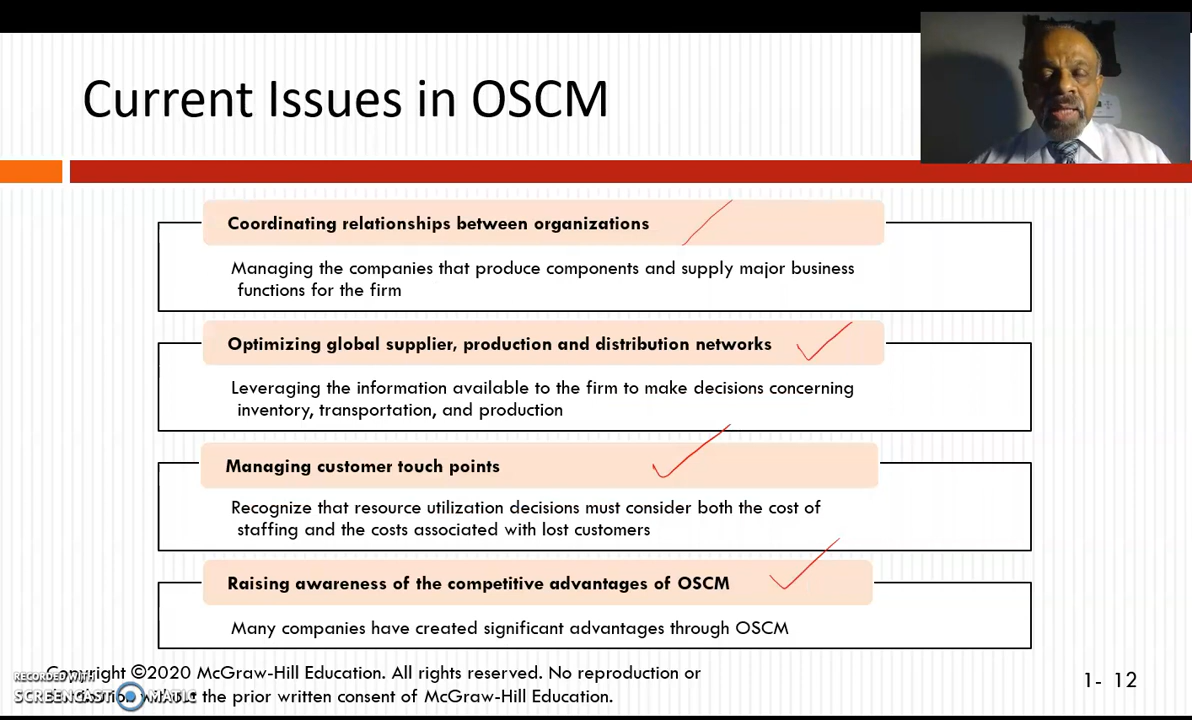 Current Issues in OSCM
Coordinating relationships between organizations
Managing the companies that produce components and supply major business
functions for the firm
Optimizing global supplier, production and distribution networks
Leveraging the information available to the firm to make decisions concerning
inventory, transportation, and production
Managing customer touch points
Recognize that resource utilization decisions must consider both the cost of
staffing and the costs associated with lost customers
Raising awareness of the competitive advantages of OSCM
Many companies have created significant advantages through OSCM
Copyright ©2020 McGraw-Hill Education. All rights reserved. No reproduction or
the prior written consent of McGraw-Hill Education.
RECORDED WITH
SCREENCAST MATIC
1- 12